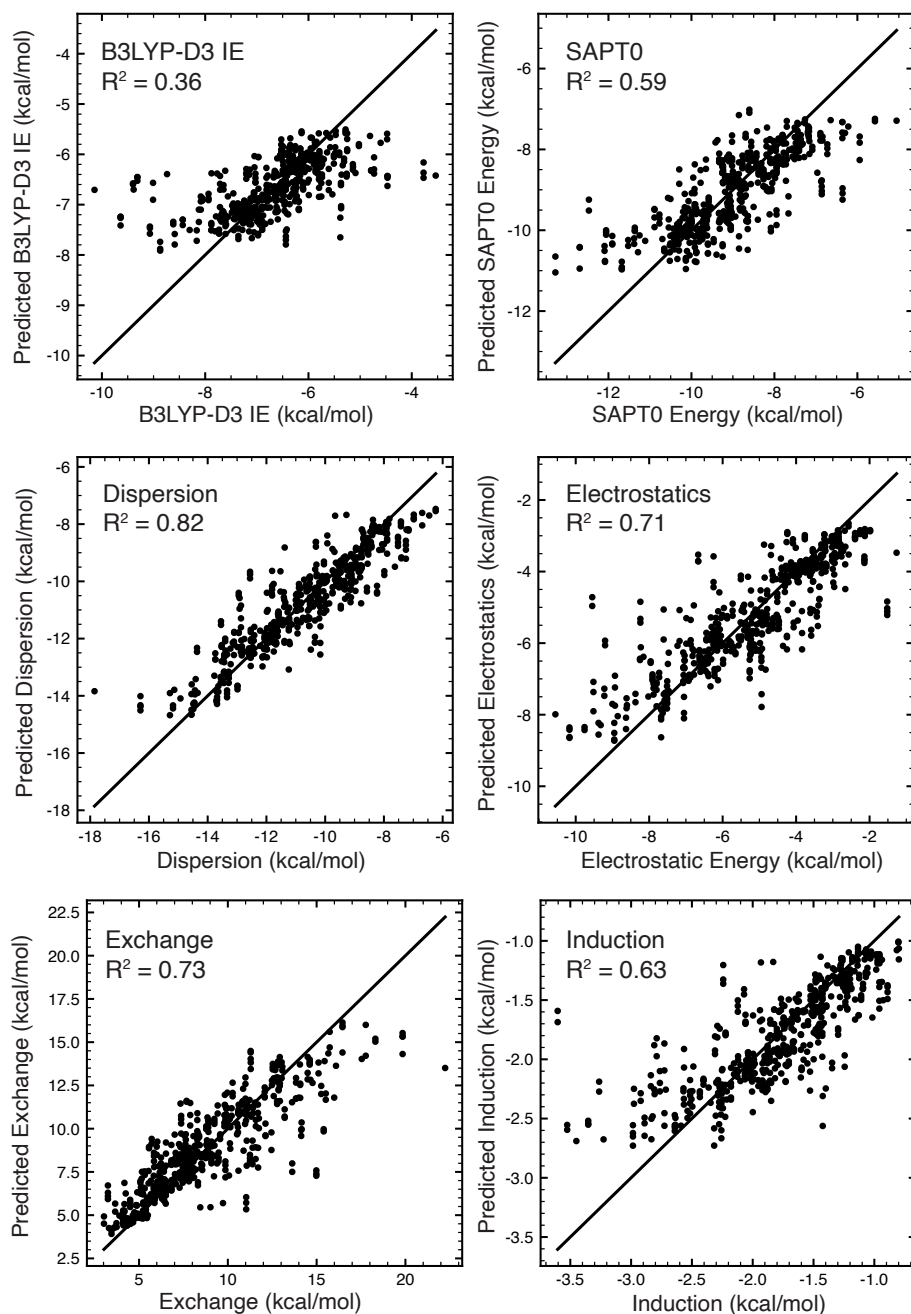 B3LYP-D3 IE
R² = 0.36
Predicted B3LYP-D3 IE (kcal/mol)
-4
-5
-6
-7
-8
-9
-10
-10
-8
-6
-4
B3LYP-D3 IE (kcal/mol)
SAPT0
R² = 0.59
Predicted SAPT0 Energy (kcal/mol)
-6
-8
-10
-12
-12
-10
-8
-6
SAPT0 Energy (kcal/mol)
Dispersion
R² = 0.82
Predicted Dispersion (kcal/mol)
-6
-8
-10
-12
-14
-16
-18
-18
-16
-14
-12
-10
-8
-6
Dispersion (kcal/mol)
Electrostatics
R² = 0.71
Predicted Electrostatics (kcal/mol)
-2
-4
-6
-8
-10
-10
-8
-6
-4
-2
Electrostatic Energy (kcal/mol)
Exchange
R² = 0.73
Predicted Exchange (kcal/mol)
22.5
20.0
17.5
15.0
12.5
10.0
7.5
5.0
2.5
5
10
15
20
Exchange (kcal/mol)
Induction
R² = 0.63
Predicted Induction (kcal/mol)
-1.0
-1.5
-2.0
-2.5
-3.0
-3.5
-3.5
-3.0
-2.5
-2.0
-1.5
-1.0
Induction (kcal/mol)